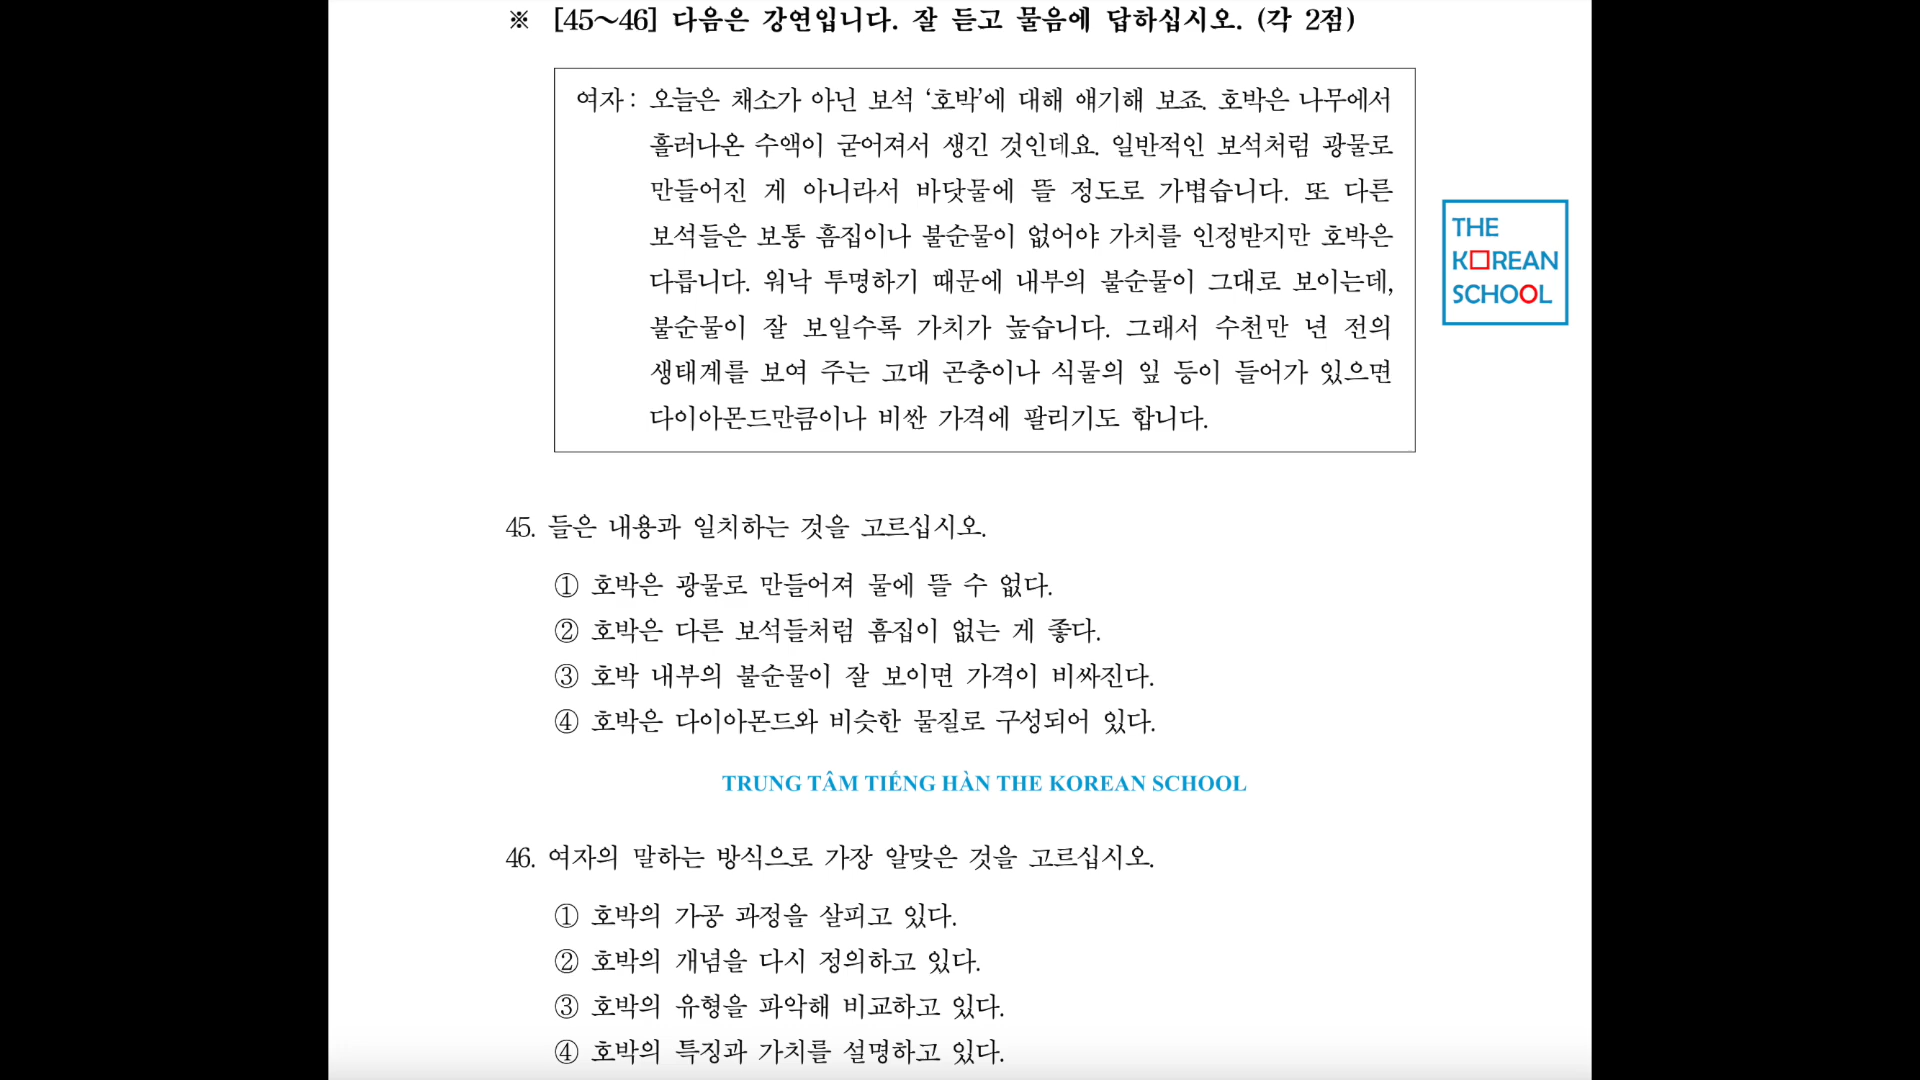 ※ [45～46] 다음은 강연입니다. 잘 듣고 물음에 답하십시오. (각 2점)
여자 : 오늘은 채소가 아닌 보석 ‘호박’에 대해 얘기해 보죠. 호박은 나무에서
흘러나온 수액이 굳어져서 생긴 것인데요. 일반적인 보석처럼 광물로
만들어진 게 아니라서 바닷물에 뜰 정도로 가볍습니다. 또 다른
보석들은 보통 흠집이나 불순물이 없어야 가치를 인정받지만 호박은
다릅니다. 워낙 투명하기 때문에 내부의 불순물이 그대로 보이는데,
불순물이 잘 보일수록 가치가 높습니다. 그래서 수천만 년 전의
생태계를 보여 주는 고대 곤충이나 식물의 잎 등이 들어가 있으면
다이아몬드만큼이나 비싼 가격에 팔리기도 합니다.
THE
KOREAN
SCHOOL
45. 들은 내용과 일치하는 것을 고르십시오.
① 호박은 광물로 만들어져 물에 뜰 수 없다.
② 호박은 다른 보석들처럼 흠집이 없는 게 좋다.
③ 호박 내부의 불순물이 잘 보이면 가격이 비싸진다.
④ 호박은 다이아몬드와 비슷한 물질로 구성되어 있다.
TRUNG TÂM TIẾNG HÀN THE KOREAN SCHOOL
46. 여자의 말하는 방식으로 가장 알맞은 것을 고르십시오.
① 호박의 가공 과정을 살피고 있다.
② 호박의 개념을 다시 정의하고 있다.
③ 호박의 유형을 파악해 비교하고 있다.
④ 호박의 특징과 가치를 설명하고 있다.